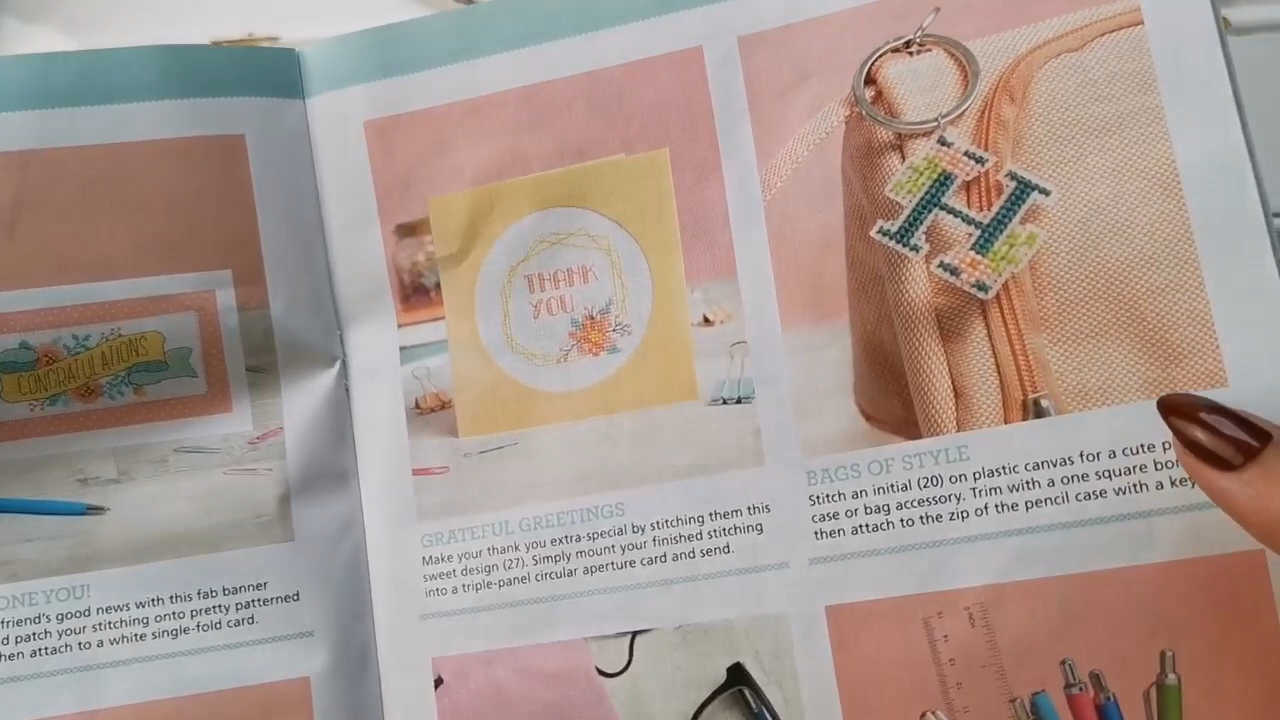 CONGRATULATIONS
ONE YOU!
friend's good news with this fab banner
d patch your stitching onto pretty patterned
hen attach to a white single-fold card.
THANK
YOU
GRATEFUL GREETINGS
Make your thank you extra-special by stitching them this
sweet design (27). Simply mount your finished stitching
into a triple-panel circular aperture card and send.
H
BAGS OF STYLE
Stitch an initial (20) on plastic canvas for a cute p
case or bag accessory. Trim with a one square bor
then attach to the zip of the pencil case with a key